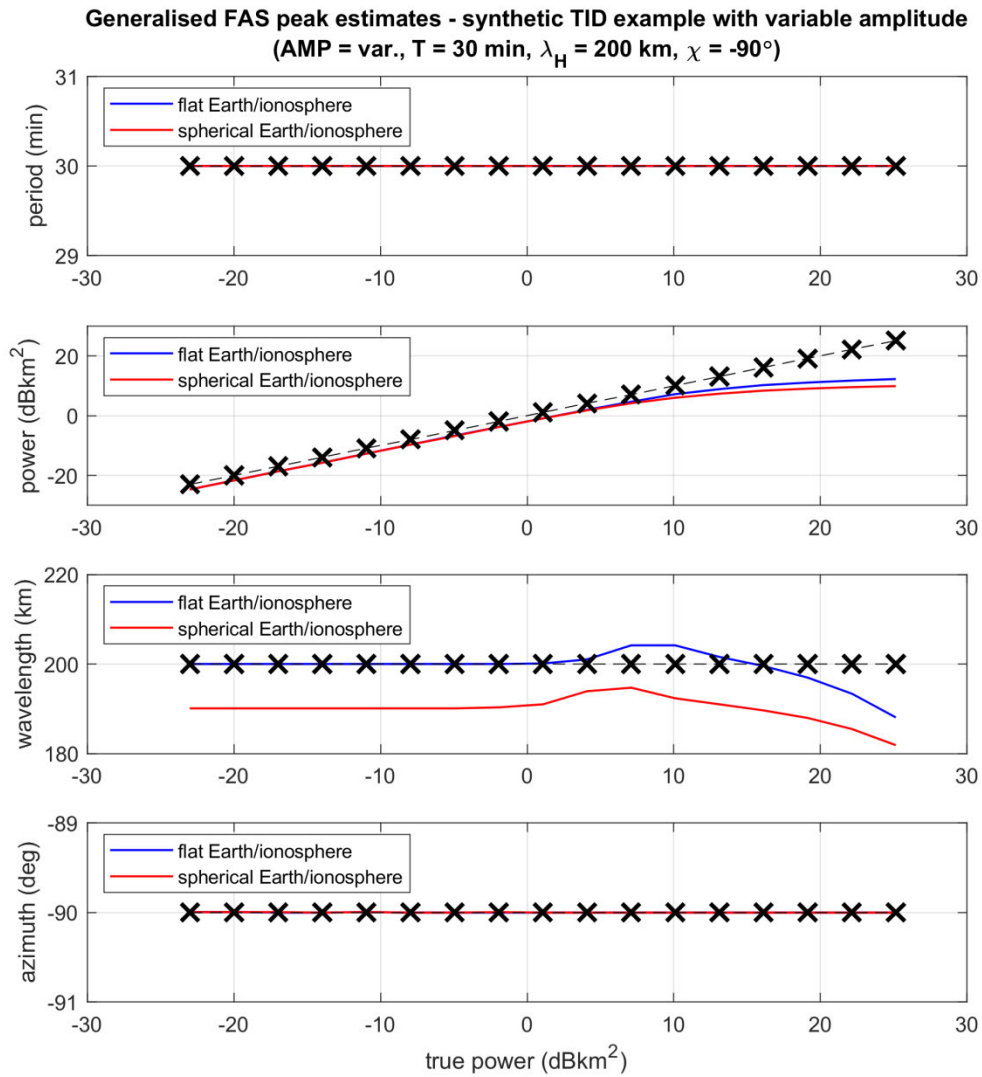 Generalised FAS peak estimates - synthetic TID example with variable amplitude
(AMP = var., T = 30 min, λH = 200 km, χ = -90°)
31
30
29
period (min)
flat Earth/ionosphere
spherical Earth/ionosphere
-30 -20 -10 0 10 20 30
20
0
-20
power (dBkm²)
flat Earth/ionosphere
spherical Earth/ionosphere
-30 -20 -10 0 10 20 30
220
200
180
wavelength (km)
flat Earth/ionosphere
spherical Earth/ionosphere
-30 -20 -10 0 10 20 30
-89
-90
-91
azimuth (deg)
flat Earth/ionosphere
spherical Earth/ionosphere
-30 -20 -10 0 10 20 30
true power (dBkm²)